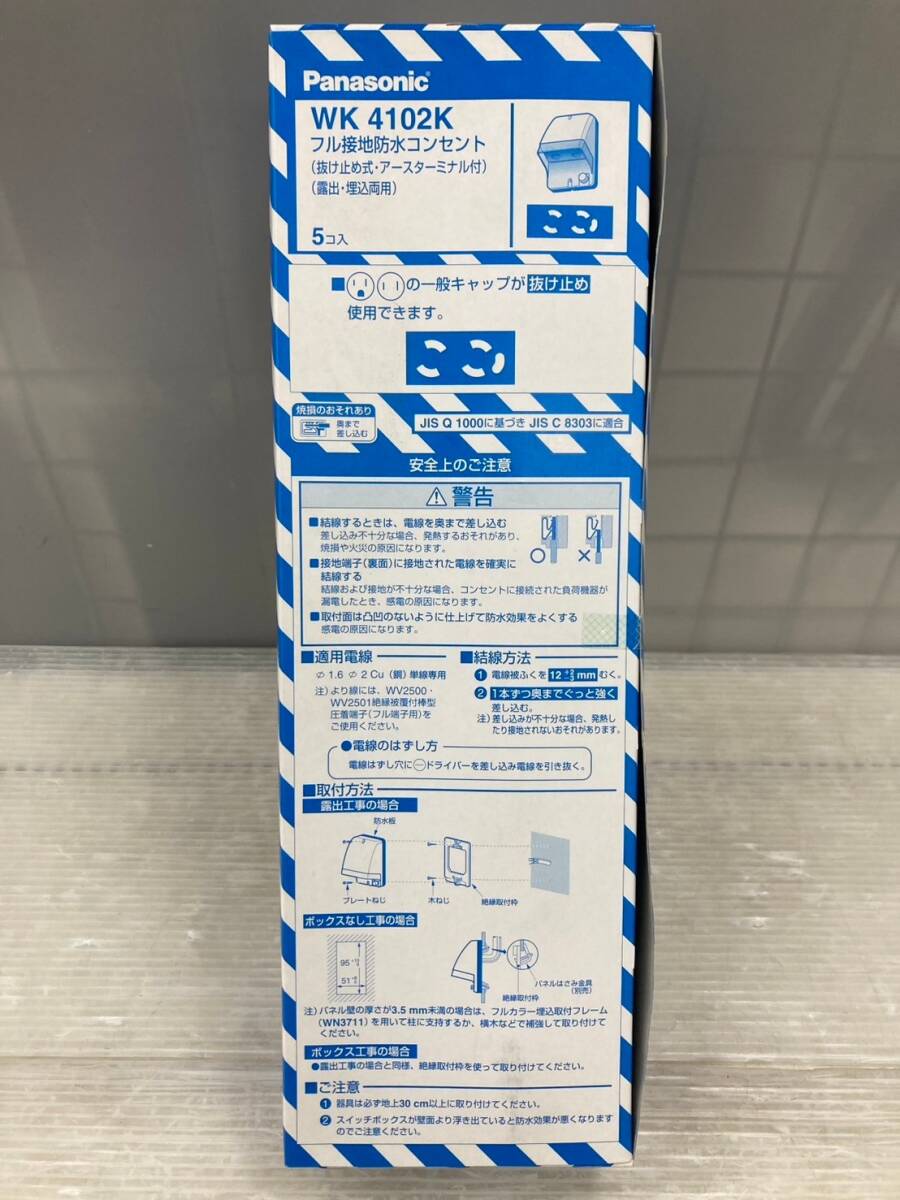 Panasonic
WK 4102K
フル接地防水コンセント
(抜け止め式・アースターミナル付)
(露出・埋込両用)
5コ入
■の一般キャップが抜け止め
使用できます。
焼損のおそれあり
奥まで
差し込む
JIS Q 1000に基づき JIS C 8303に適合
安全上のご注意
⚠警告
■結線するときは、電線を奥まで差し込む
差し込み不十分な場合、発熱するおそれがあり、
焼損や火災の原因になります。
■接地端子(裏面)に接地された電線を確実に
結線する
結線および接地が不十分な場合、コンセントに接続された負荷機器が
漏電したとき、感電の原因になります。
■取付面は凸凹のないように仕上げて防水効果をよくする
感電の原因になります。
■適用電線
φ1.6 φ2 Cu(銅)単線専用
注)より線には、WV2500・
WV2501絶縁被覆付棒型
圧着端子(フル端子用)を
ご使用ください。
■結線方法
❶ 電線被ふくを 12 +2 -2 mm むく。
❷ 1本ずつ奥までぐっと強く
差し込む。
注)差し込みが不十分な場合、発熱し
たり接地されないおそれがあります。
●電線のはずし方
電線はずし穴に⊖ドライバーを差し込み電線を引き抜く。
■取付方法
露出工事の場合
防水板
プレートねじ
木ねじ
絶縁取付枠
ボックスなし工事の場合
95
51
パネルはさみ金具
(別売)
絶縁取付枠
注)パネル壁の厚さが3.5 mm未満の場合は、フルカラー埋込取付フレーム
(WN3711)を用いて柱に支持するか、横木などで補強して取り付けて
ください。
ボックス工事の場合
●露出工事の場合と同様、絶縁取付枠を使って取り付けてください。
■ご注意
❶ 器具は必ず地上30 cm以上に取り付けてください。
❷ スイッチボックスが壁面より浮き出ていると防水効果が悪くなります
のでご注意ください。